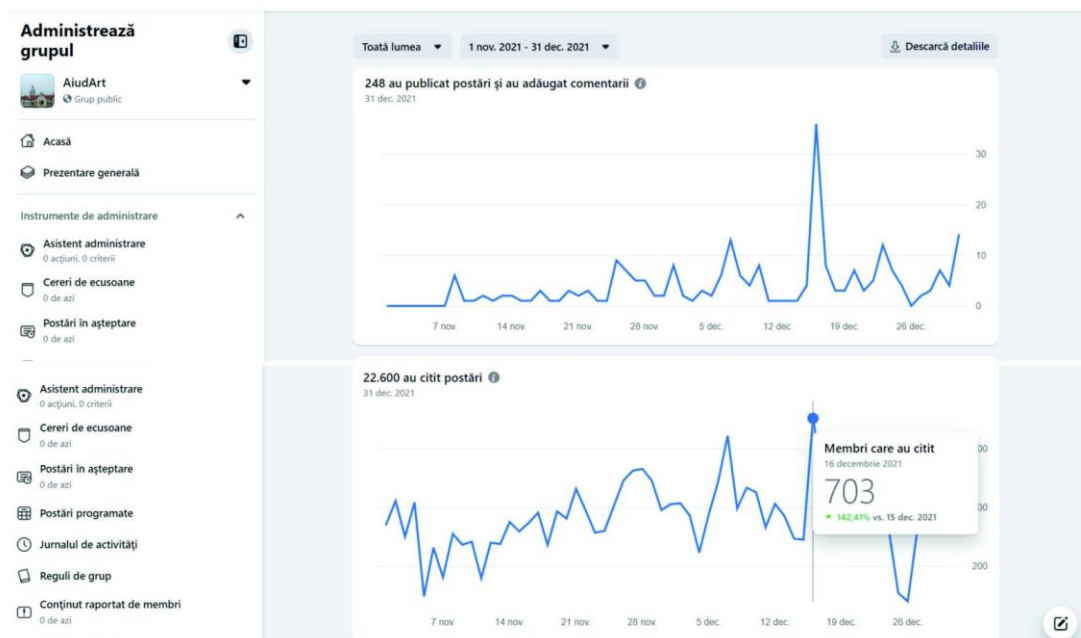 Administrează
grupul
AiudArt
Grup public
Acasă
Prezentare generală
Instrumente de administrare
Asistent administrare
0 acțiuni, 0 criterii
Cereri de ecusoane
0 de azi
Postări în așteptare
0 de azi
Asistent administrare
0 acțiuni, 0 criterii
Cereri de ecusoane
0 de azi
Postări în așteptare
0 de azi
Postări programate
Jurnalul de activități
Reguli de grup
Conținut raportat de membri
0 de azi
Toată lumea
1 nov. 2021 - 31 dec. 2021
Descarcă detaliile
248 au publicat postări și au adăugat comentarii
31 dec. 2021
30
20
10
0
7 nov. 14 nov. 21 nov. 28 nov. 5 dec. 12 dec. 19 dec. 26 dec.
22.600 au citit postări
31 dec. 2021
Membri care au citit
16 decembrie 2021
703
142,41% vs. 15 dec. 2021
200
7 nov. 14 nov. 21 nov. 28 nov. 5 dec. 12 dec. 19 dec. 26 dec.